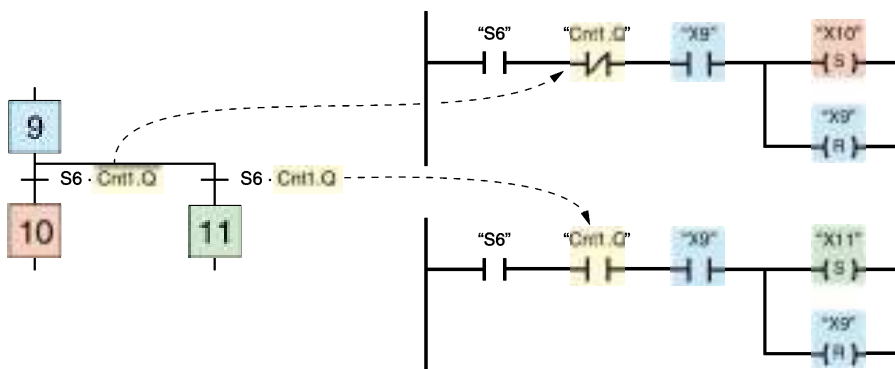 9
S6 · Cnt1.Q
S6 · Cnt1.Q
10
11
"S6" "Cnt1.Q" "X9" "X10"
S
"X9"
R
"S6" "Cnt1.Q" "X9" "X11"
S
"X9"
R